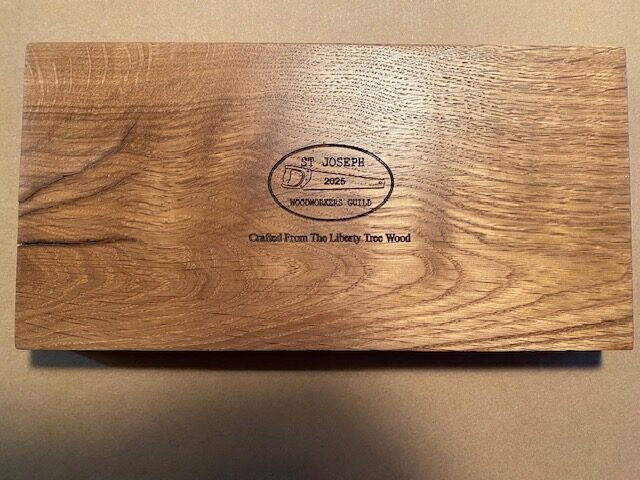 ST JOSEPH
2025
WOODWORKERS GUILD
Crafted From The Liberty Tree Wood